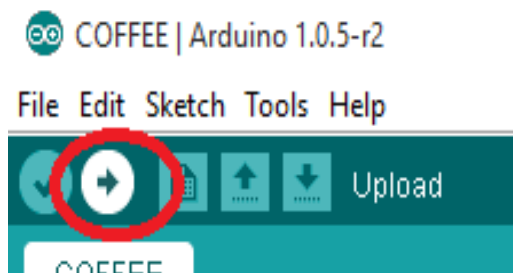 COFFEE | Arduino 1.0.5-r2
File Edit Sketch Tools Help
Upload
COFFEE